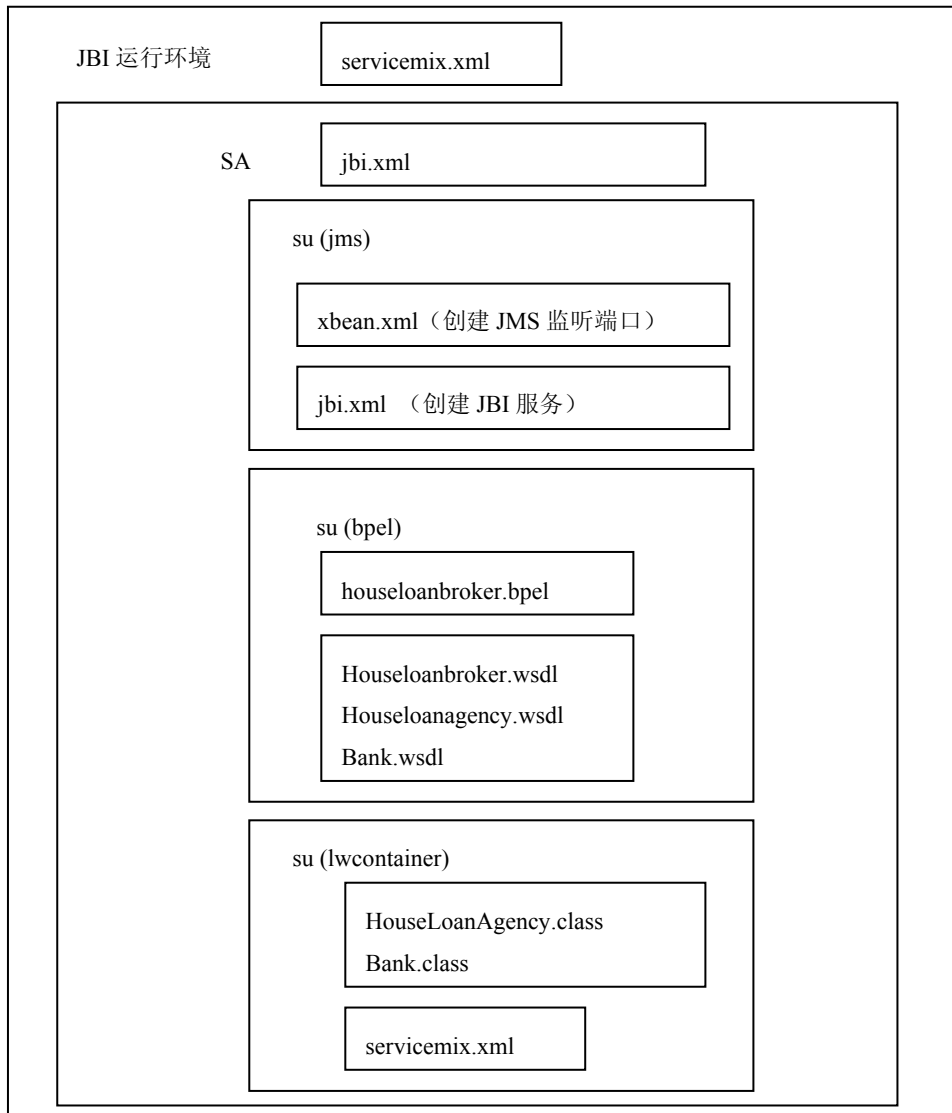 JBI 运行环境
servicemix.xml
SA
jbi.xml
su (jms)
xbean.xml（创建 JMS 监听端口）
jbi.xml （创建 JBI 服务）
su (bpel)
houseloanbroker.bpel
Houseloanbroker.wsdl
Houseloanagency.wsdl
Bank.wsdl
su (lwcontainer)
HouseLoanAgency.class
Bank.class
servicemix.xml